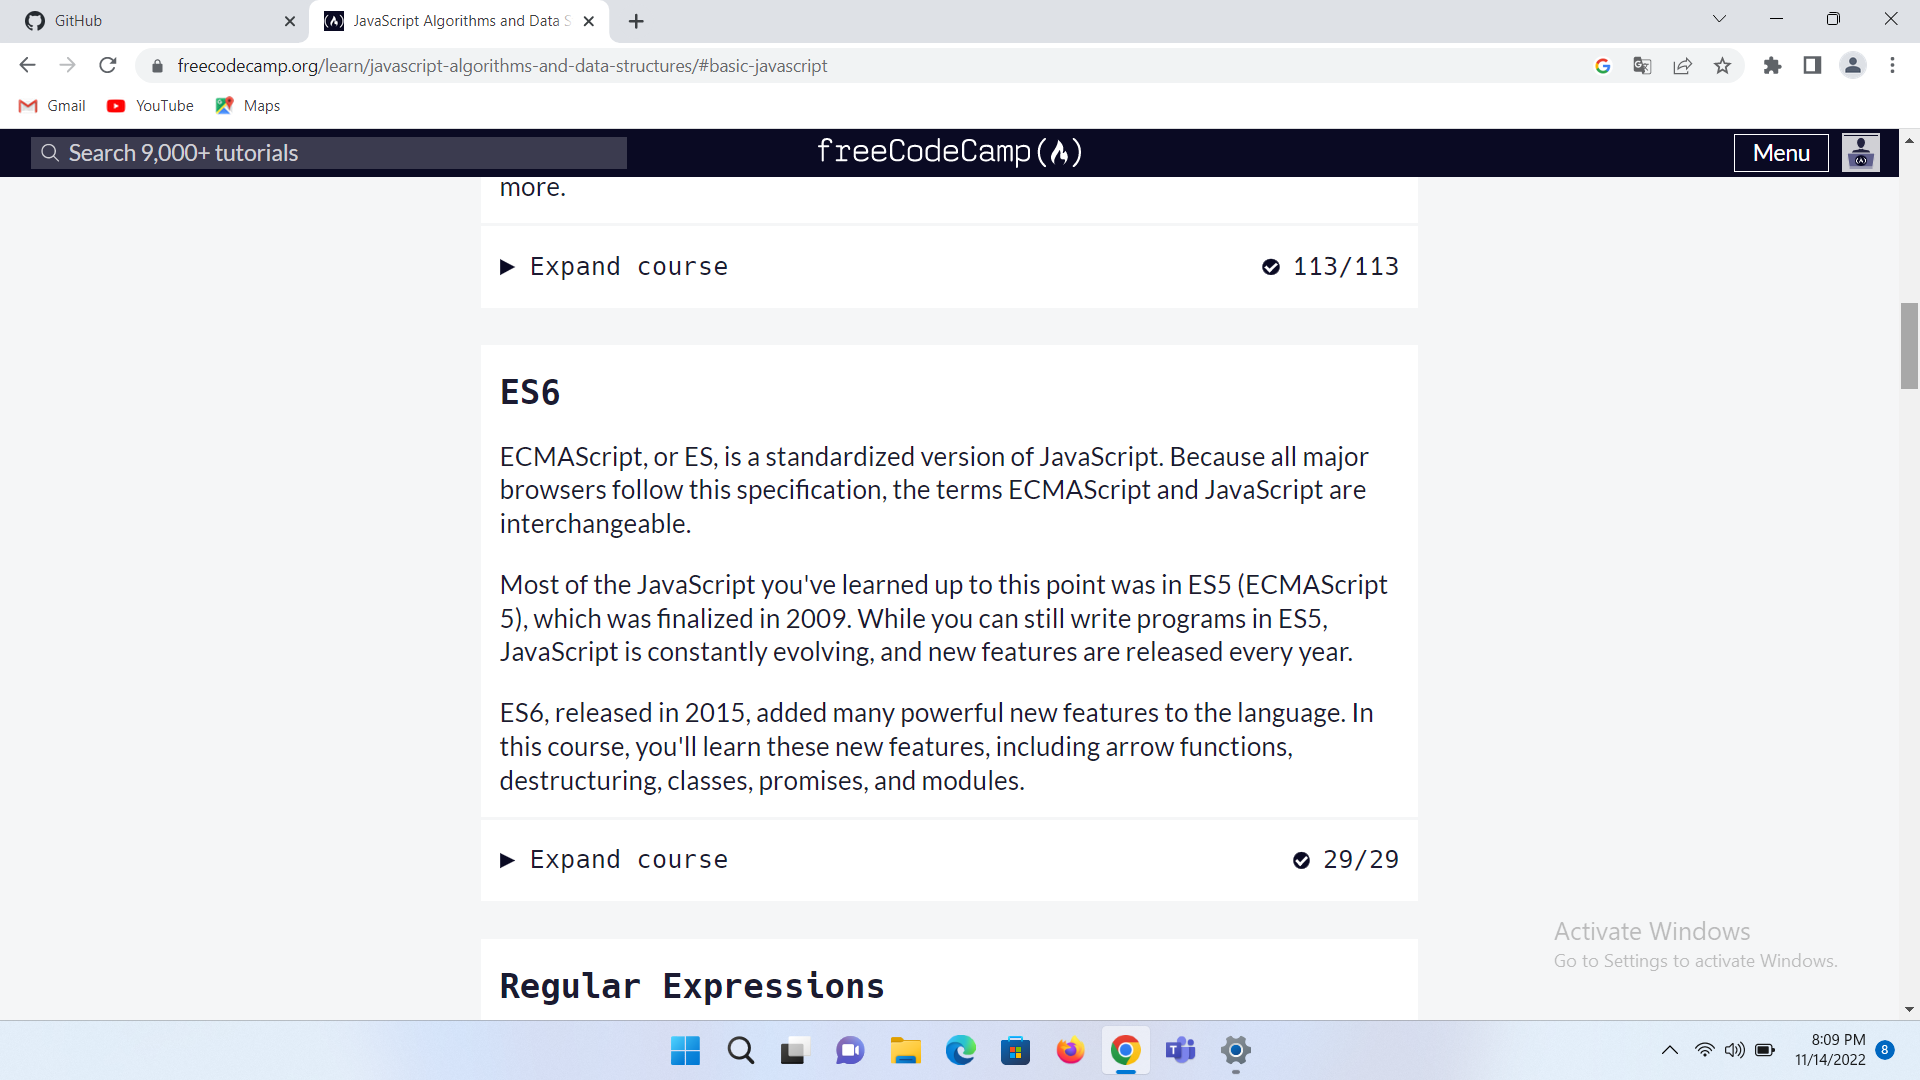 GitHub
JavaScript Algorithms and Data S
freecodecamp.org/learn/javascript-algorithms-and-data-structures/#basic-javascript
Gmail
YouTube
Maps
Search 9,000+ tutorials
freeCodeCamp(🔥)
Menu
more.
Expand course
113/113
ES6
ECMAScript, or ES, is a standardized version of JavaScript. Because all major
browsers follow this specification, the terms ECMAScript and JavaScript are
interchangeable.
Most of the JavaScript you've learned up to this point was in ES5 (ECMAScript
5), which was finalized in 2009. While you can still write programs in ES5,
JavaScript is constantly evolving, and new features are released every year.
ES6, released in 2015, added many powerful new features to the language. In
this course, you'll learn these new features, including arrow functions,
destructuring, classes, promises, and modules.
Expand course
29/29
Regular Expressions
Activate Windows
Go to Settings to activate Windows.
8:09 PM
11/14/2022
8